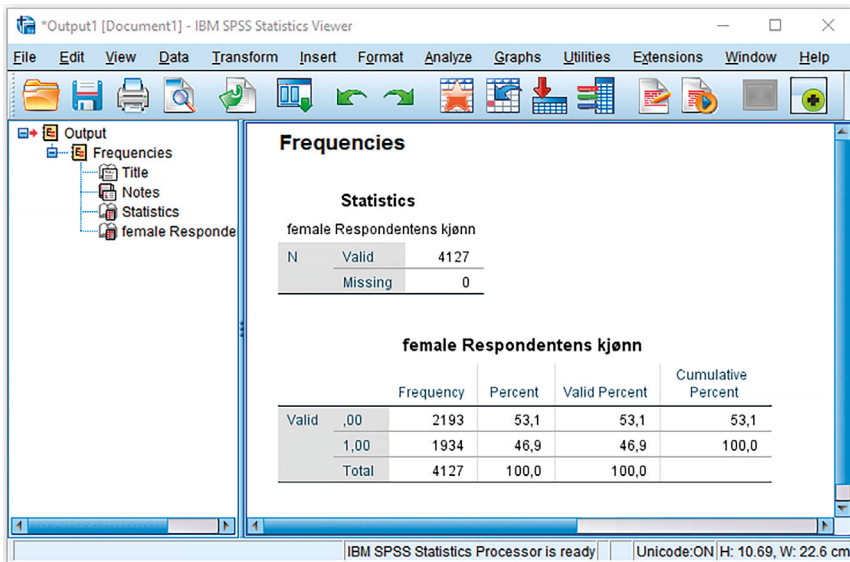 *Output1 [Document1] - IBM SPSS Statistics Viewer
File Edit View Data Transform Insert Format Analyze Graphs Utilities Extensions Window Help
Output
Frequencies
Title
Notes
Statistics
female Responde
Frequencies
Statistics
female Respondentens kjønn
N Valid 4127
Missing 0
female Respondentens kjønn
Frequency Percent Valid Percent Cumulative Percent
Valid ,00 2193 53,1 53,1 53,1
1,00 1934 46,9 46,9 100,0
Total 4127 100,0 100,0
IBM SPSS Statistics Processor is ready Unicode:ON H: 10.69, W: 22.6 cm